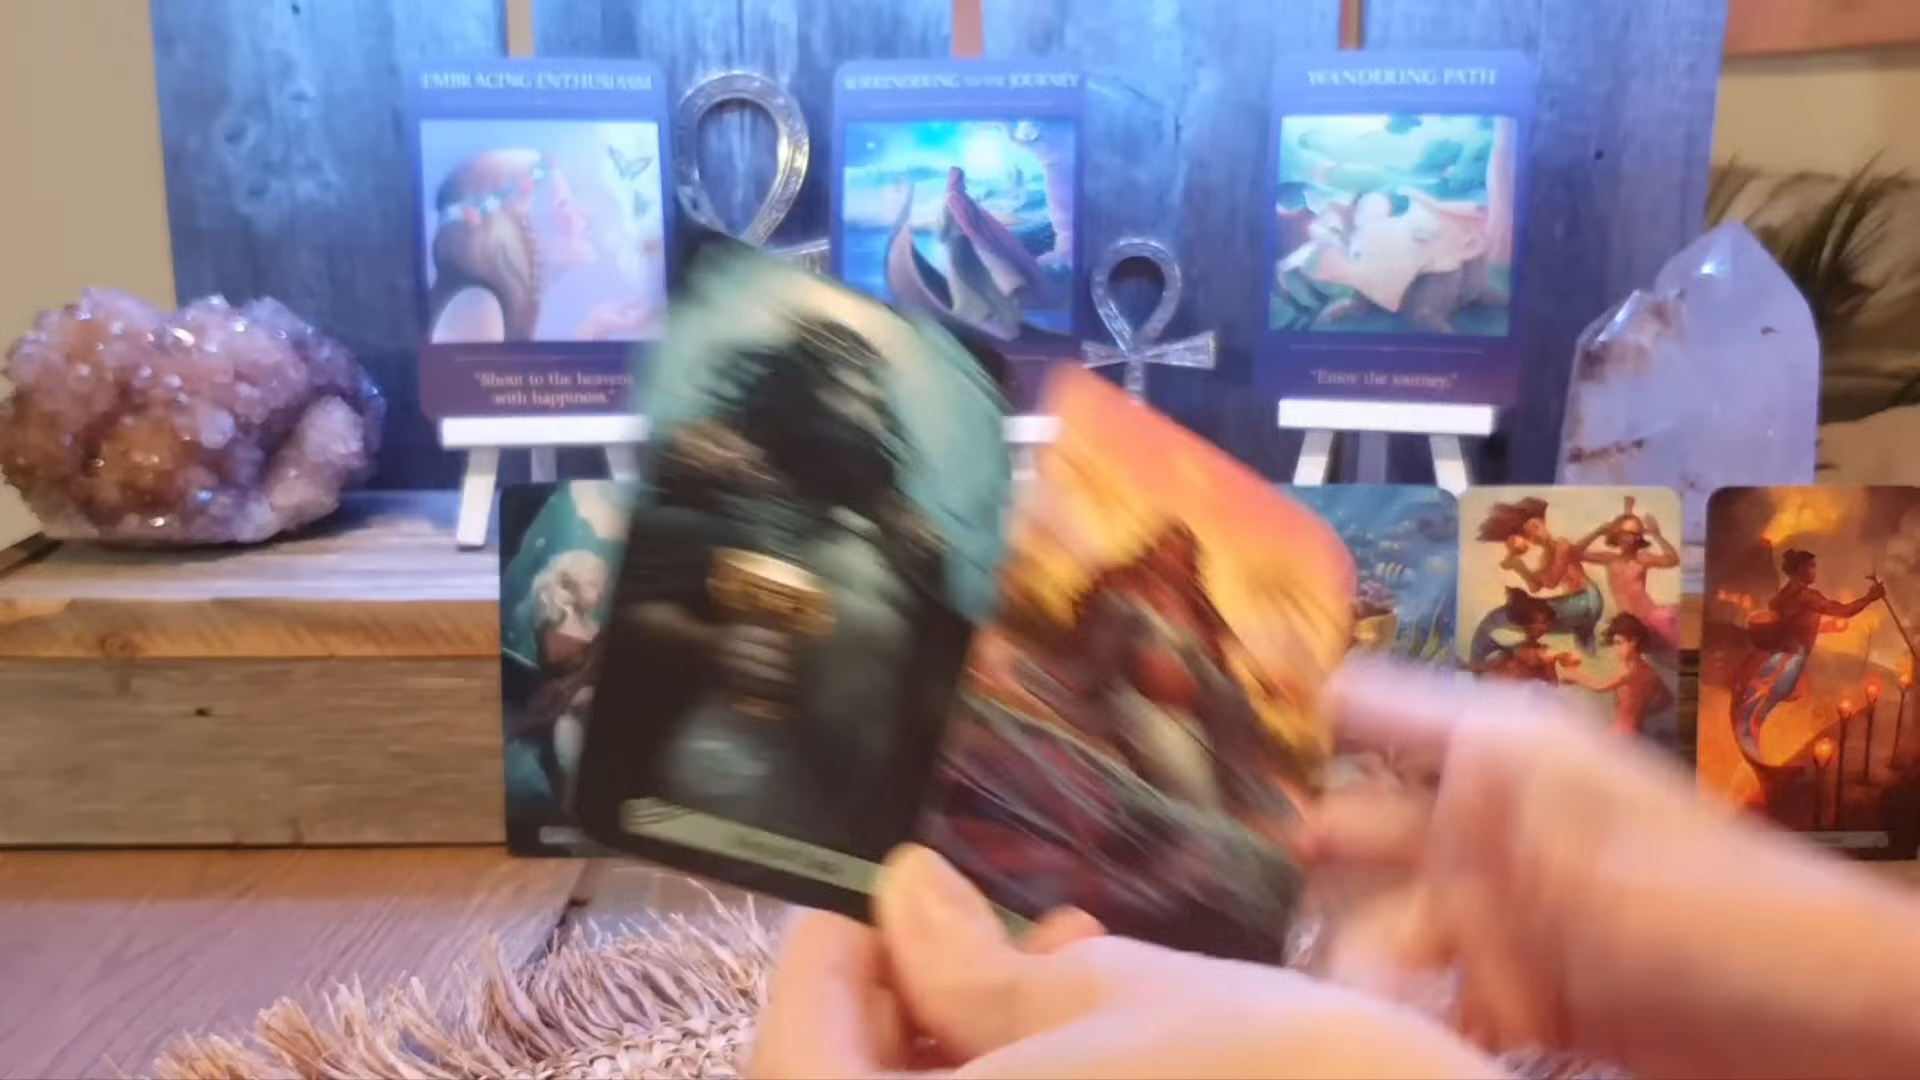 EMBRACING ENTHUSIASM
SURRENDERING TO THE JOURNEY
WANDERING PATH
"Shout to the heavens
with happiness."
"Enjoy the journey."